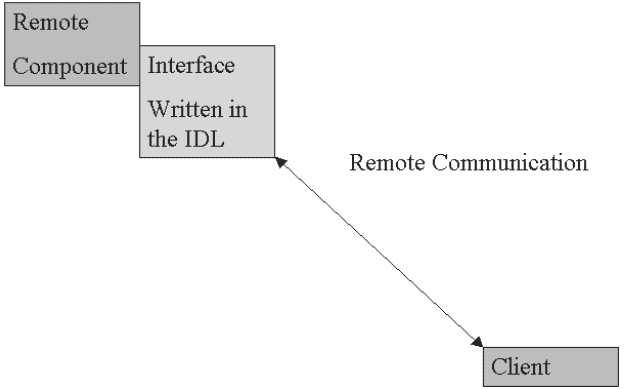 Remote
Component
Interface
Written in
the IDL
Remote Communication
Client